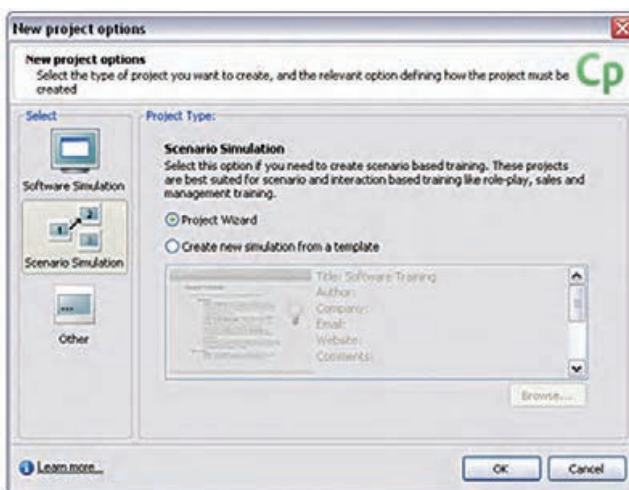 New project options
New project options
Select the type of project you want to create, and the relevant option defining how the project must be
created
Cp
Select
Project Type:
Software Simulation
Scenario Simulation
Other
Scenario Simulation
Select this option if you need to create scenario based training. These projects
are best suited for scenario and interaction based training like role-play, sales and
management training.
Project Wizard
Create new simulation from a template
Title: Software Training
Author:
Company:
Email:
Website:
Comments:
Browse...
Learn more...
OK
Cancel